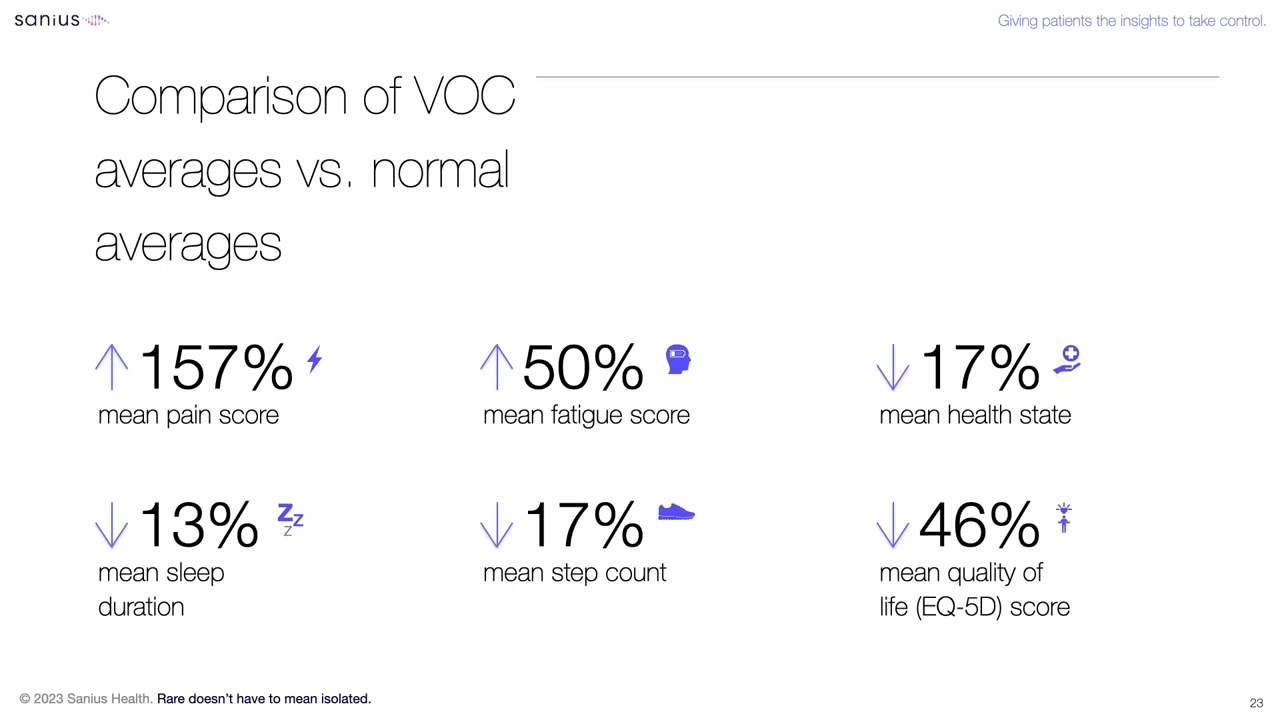 sanius
Giving patients the insights to take control.
Comparison of VOC
averages vs. normal
averages
157%
mean pain score
50%
mean fatigue score
17%
mean health state
13%
mean sleep
duration
17%
mean step count
46%
mean quality of
life (EQ-5D) score
© 2023 Sanius Health. Rare doesn't have to mean isolated.
23